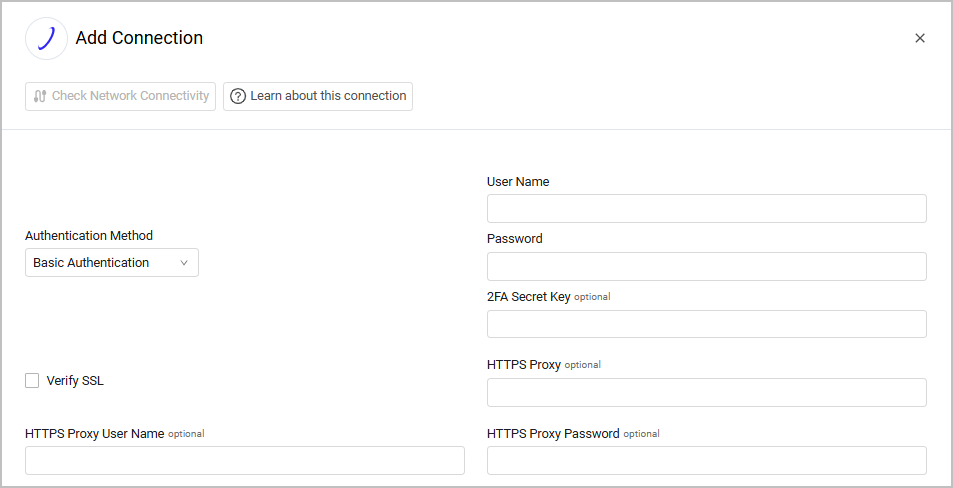 Add Connection
Check Network Connectivity
Learn about this connection
User Name
Authentication Method
Basic Authentication
Password
2FA Secret Key optional
Verify SSL
HTTPS Proxy optional
HTTPS Proxy User Name optional
HTTPS Proxy Password optional